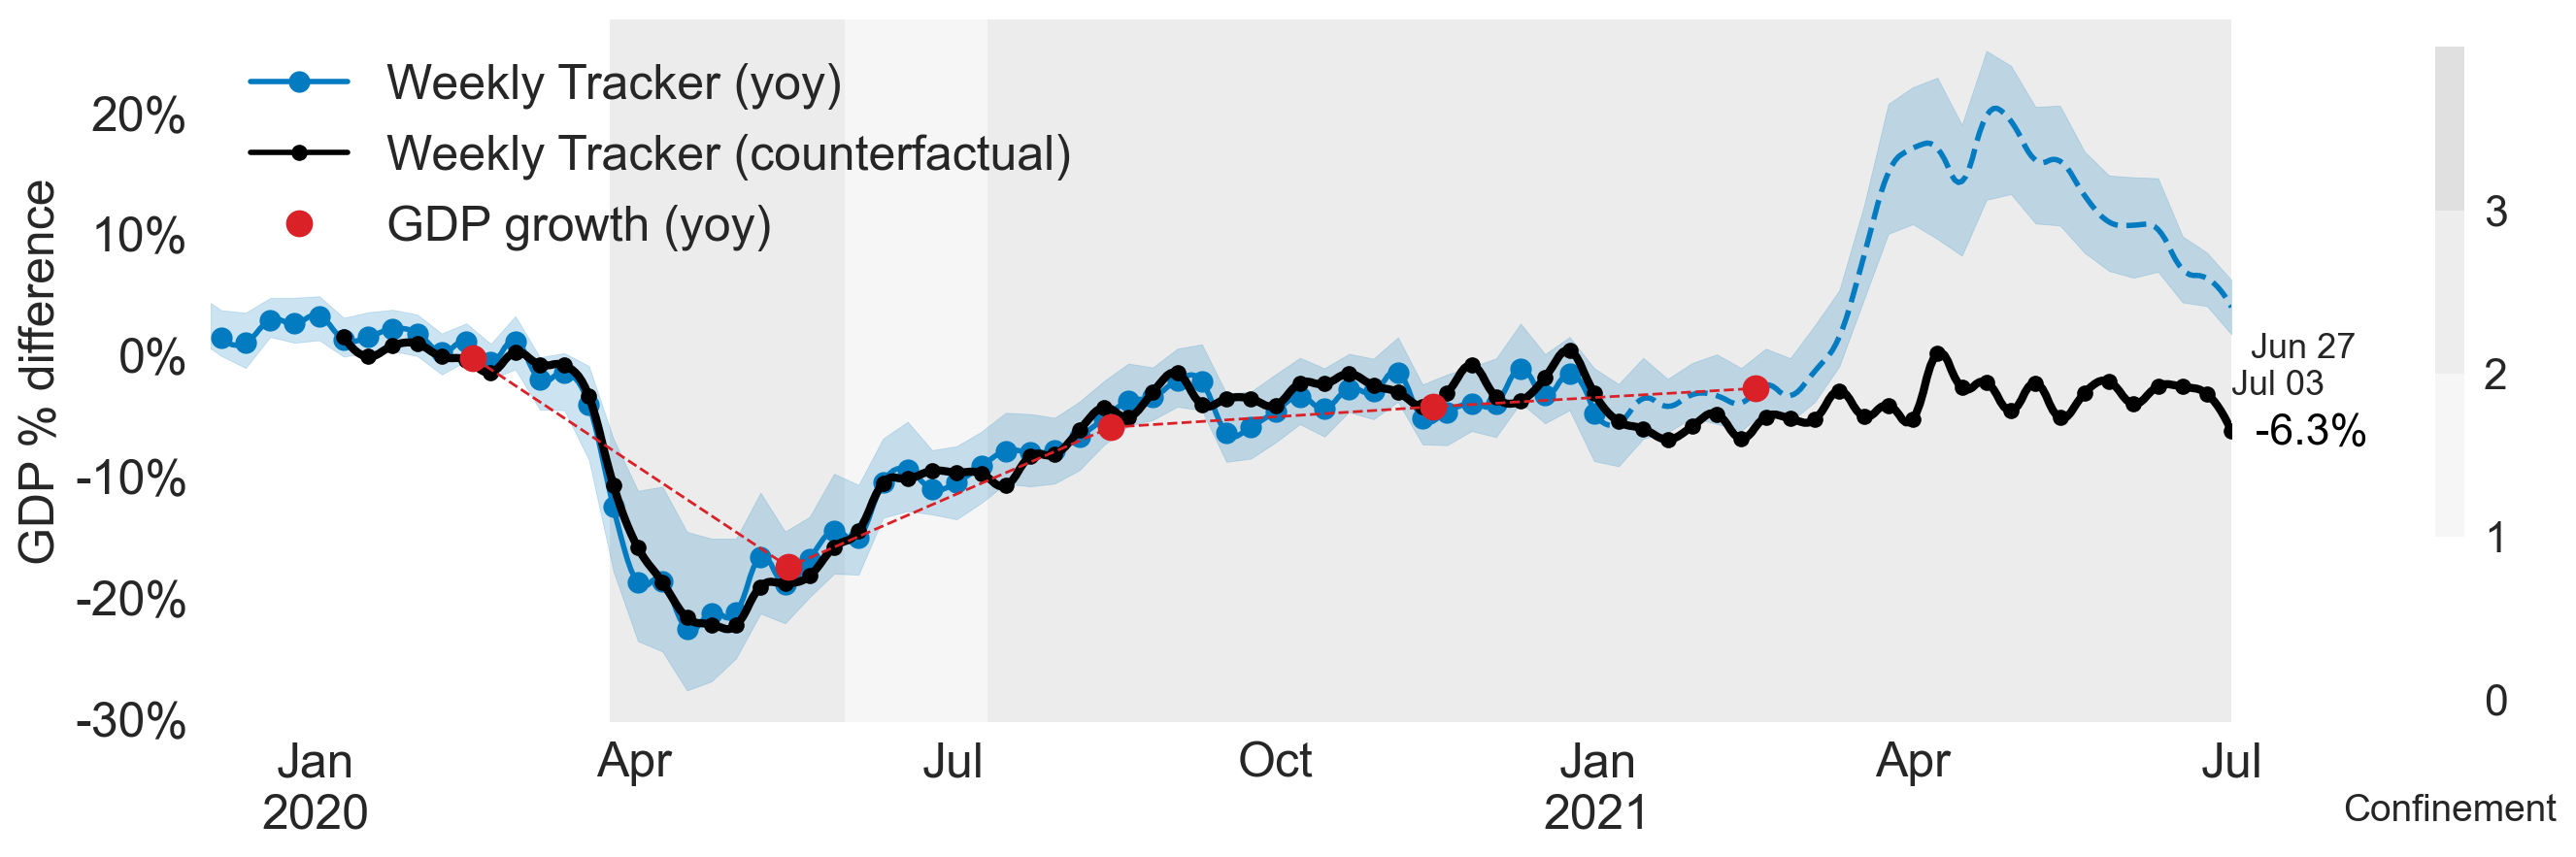 Weekly Tracker (yoy)
Weekly Tracker (counterfactual)
GDP growth (yoy)
GDP % difference
20%
10%
0%
-10%
-20%
-30%
Jan
2020
Apr
Jul
Oct
Jan
2021
Apr
Jul
Jun 27
Jul 03
-6.3%
3
2
1
0
Confinement